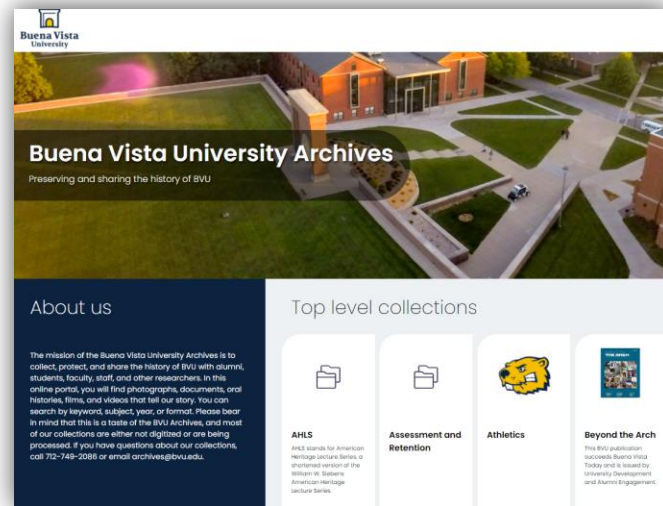 Buena Vista
University
Buena Vista University Archives
Preserving and sharing the history of BVU
About us
The mission of the Buena Vista University Archives is to
collect, protect, and share the history of BVU with alumni,
students, faculty, staff, and other researchers. In this
online portal, you will find photographs, documents, oral
histories, films, and videos that tell our story. You can
search by keyword, subject, year, or format. Please bear
in mind that this is a taste of the BVU Archives, and most
of our collections are either not digitized or are being
processed. If you have questions about our collections,
call 712-749-2086 or email archives@bvu.edu.
Top level collections
AHLS
AHLS stands for American
Heritage Lecture Series, a
shortened version of the
William W. Siebens
American Heritage
Lecture Series.
Assessment and
Retention
Athletics
THE ARCH
Beyond the Arch
This BVU publication
succeeds Buena Vista
Today and is issued by
University Development
and Alumni Engagement.